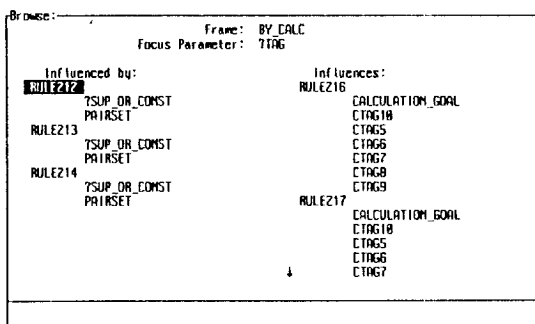 Browse:
Frame: BY_CALC
Focus Parameter: ?TAG
Influenced by:
RULE212
?SUP_OR_CONST
PAIRSET
RULE213
?SUP_OR_CONST
PAIRSET
RULE214
?SUP_OR_CONST
PAIRSET
Influences:
RULE216
CALCULATION_GOAL
CTAG10
CTAG5
CTAG6
CTAG7
CTAG8
CTAG9
RULE217
CALCULATION_GOAL
CTAG10
CTAG5
CTAG6
CTAG7